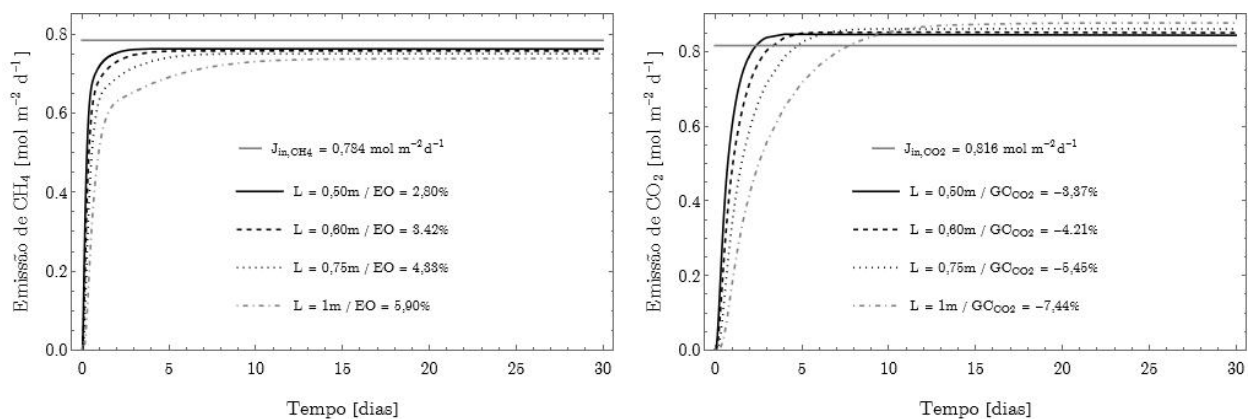 Emissão de CH₄ [mol m⁻² d⁻¹]
0.8
0.6
0.4
0.2
0.0
J_in,CH4 = 0,784 mol m⁻²d⁻¹
L = 0,50m / EO = 2,80%
L = 0,60m / EO = 3.42%
L = 0,75m / EO = 4,33%
L = 1m / EO = 5,90%
0 5 10 15 20 25 30
Tempo [dias]
Emissão de CO₂ [mol m⁻² d⁻¹]
0.8
0.6
0.4
0.2
0.0
J_in,CO2 = 0,816 mol m⁻²d⁻¹
L = 0,50m / GC_CO2 = −3,37%
L = 0,60m / GC_CO2 = −4.21%
L = 0,75m / GC_CO2 = −5,45%
L = 1m / GC_CO2 = −7,44%
0 5 10 15 20 25 30
Tempo [dias]